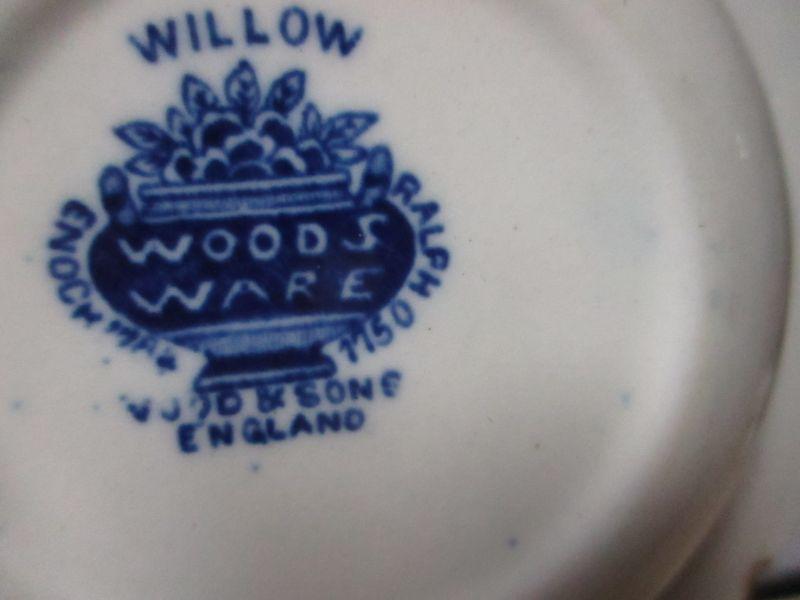 WILLOW
ENOCH
RALPH
WOODS
WARE
1750
WOOD & SONS
ENGLAND